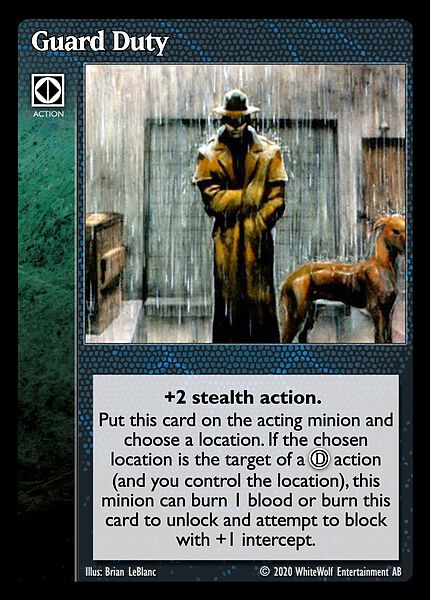 Guard Duty
ACTION
+2 stealth action.
Put this card on the acting minion and
choose a location. If the chosen
location is the target of a Ⓓ action
(and you control the location), this
minion can burn 1 blood or burn this
card to unlock and attempt to block
with +1 intercept.
Illus: Brian LeBlanc © 2020 WhiteWolf Entertainment AB